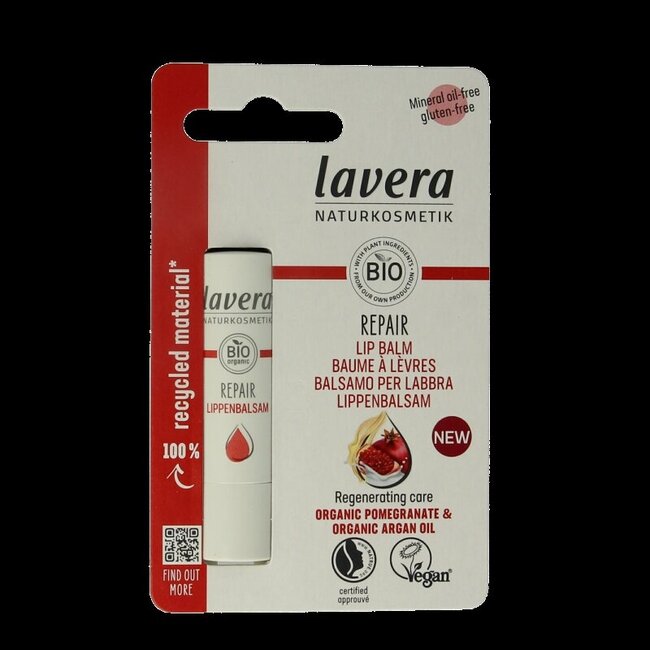 Mineral oil-free
gluten-free
lavera
NATURKOSMETIK
• WITH PLANT INGREDIENTS •
FROM OUR OWN PRODUCTION
BIO
REPAIR
LIP BALM
BAUME À LÈVRES
BALSAMO PER LABBRA
LIPPENBALSAM
NEW
Regenerating care
ORGANIC POMEGRANATE &
ORGANIC ARGAN OIL
certified
approuvé
Vegan
lavera
NATURKOSMETIK
BIO
organic
REPAIR
LIPPENBALSAM
recycled material*
100 %
FIND OUT
MORE